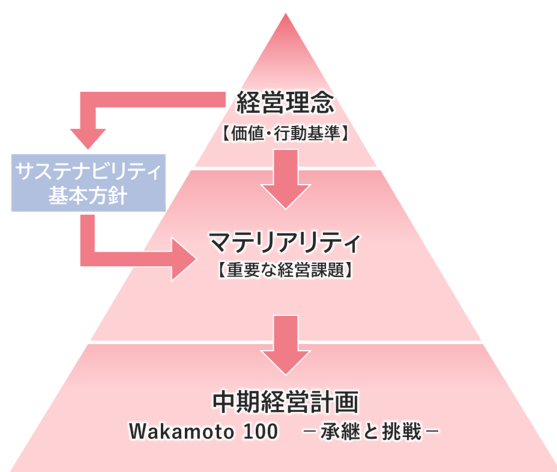 経営理念
【価値・行動基準】
サステナビリティ
基本方針
マテリアリティ
【重要な経営課題】
中期経営計画
Wakamoto 100 －承継と挑戦－